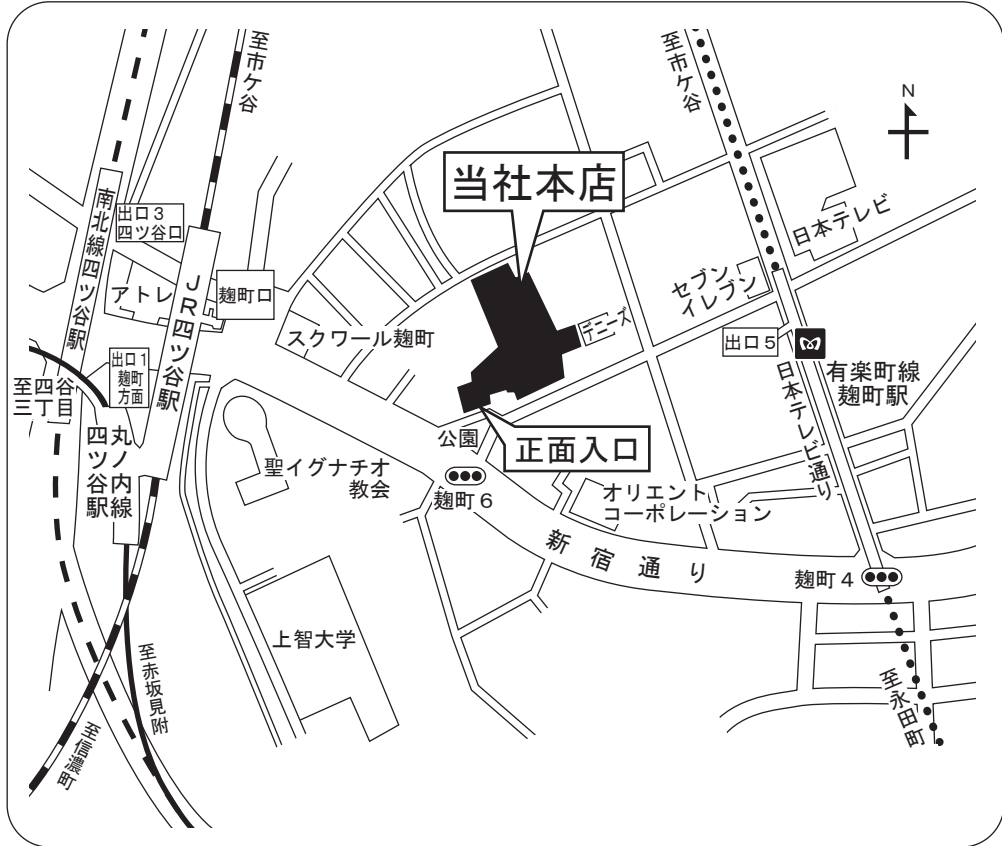 至市ケ谷
至市ケ谷
N
当社本店
南北線四ツ谷駅
出口3
四ツ谷口
JR四ツ谷駅
アトレ
麹町口
スクワール麹町
デニーズ
セブン
イレブン
日本テレビ
出口5
有楽町線
麹町駅
日本テレビ通り
出口1
麹町
方面
至四谷
三丁目
丸ノ内線
四ツ谷駅
聖イグナチオ
教会
公園
正面入口
麹町6
オリエント
コーポレーション
新宿通り
麹町4
上智大学
至赤坂見附
至信濃町
至永田町